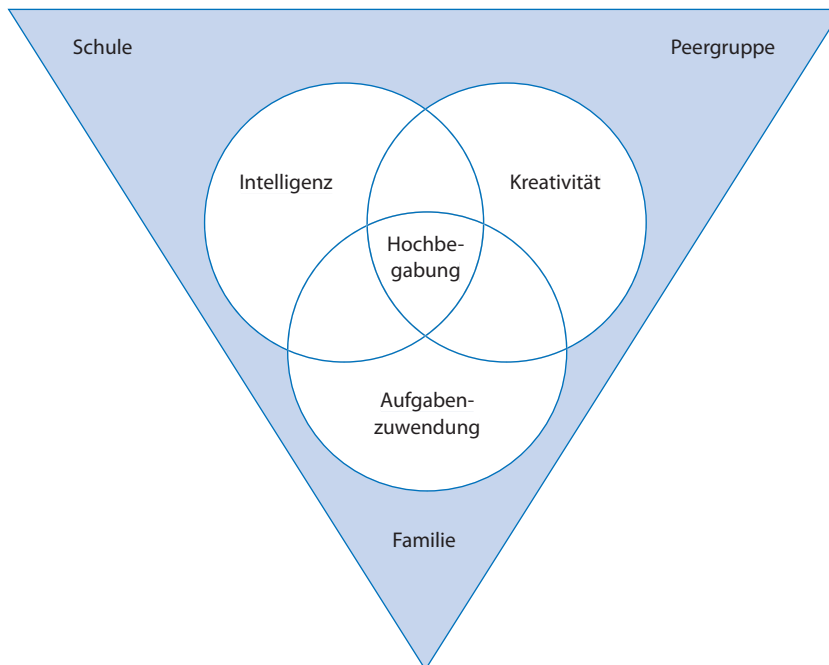 Schule
Peergruppe
Intelligenz
Kreativität
Hochbe-
gabung
Aufgaben-
zuwendung
Familie